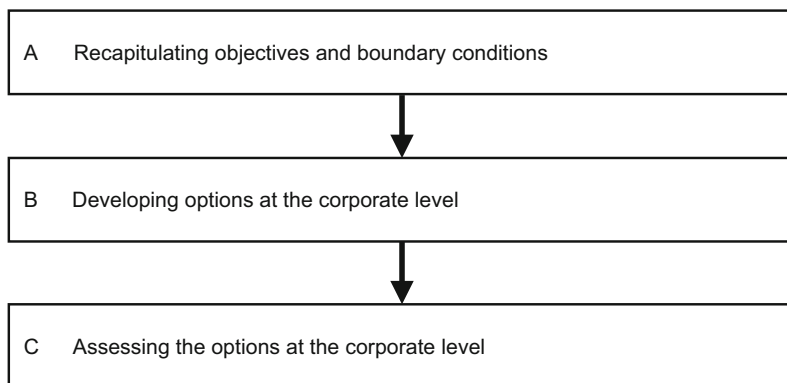 A Recapitulating objectives and boundary conditions
B Developing options at the corporate level
C Assessing the options at the corporate level